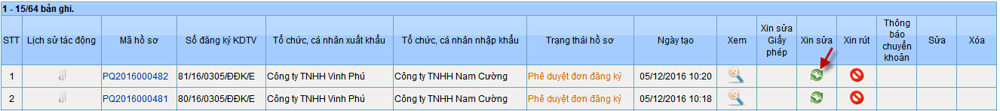 1 - 15/64 bản ghi.
STT Lịch sử tác động Mã hồ sơ Số đăng ký KDTV Tổ chức, cá nhân xuất khẩu Tổ chức, cá nhân nhập khẩu Trạng thái hồ sơ Ngày tạo Xem Xin sửa Giấy phép Xin sửa Xin rút Thông báo chuyển khoản Sửa Xóa
1 PQ2016000482 81/16/0305/ĐĐK/E Công ty TNHH Vinh Phú Công ty TNHH Nam Cường Phê duyệt đơn đăng ký 05/12/2016 10:20
2 PQ2016000481 80/16/0305/ĐĐK/E Công ty TNHH Vinh Phú Công ty TNHH Nam Cường Phê duyệt đơn đăng ký 05/12/2016 10:18